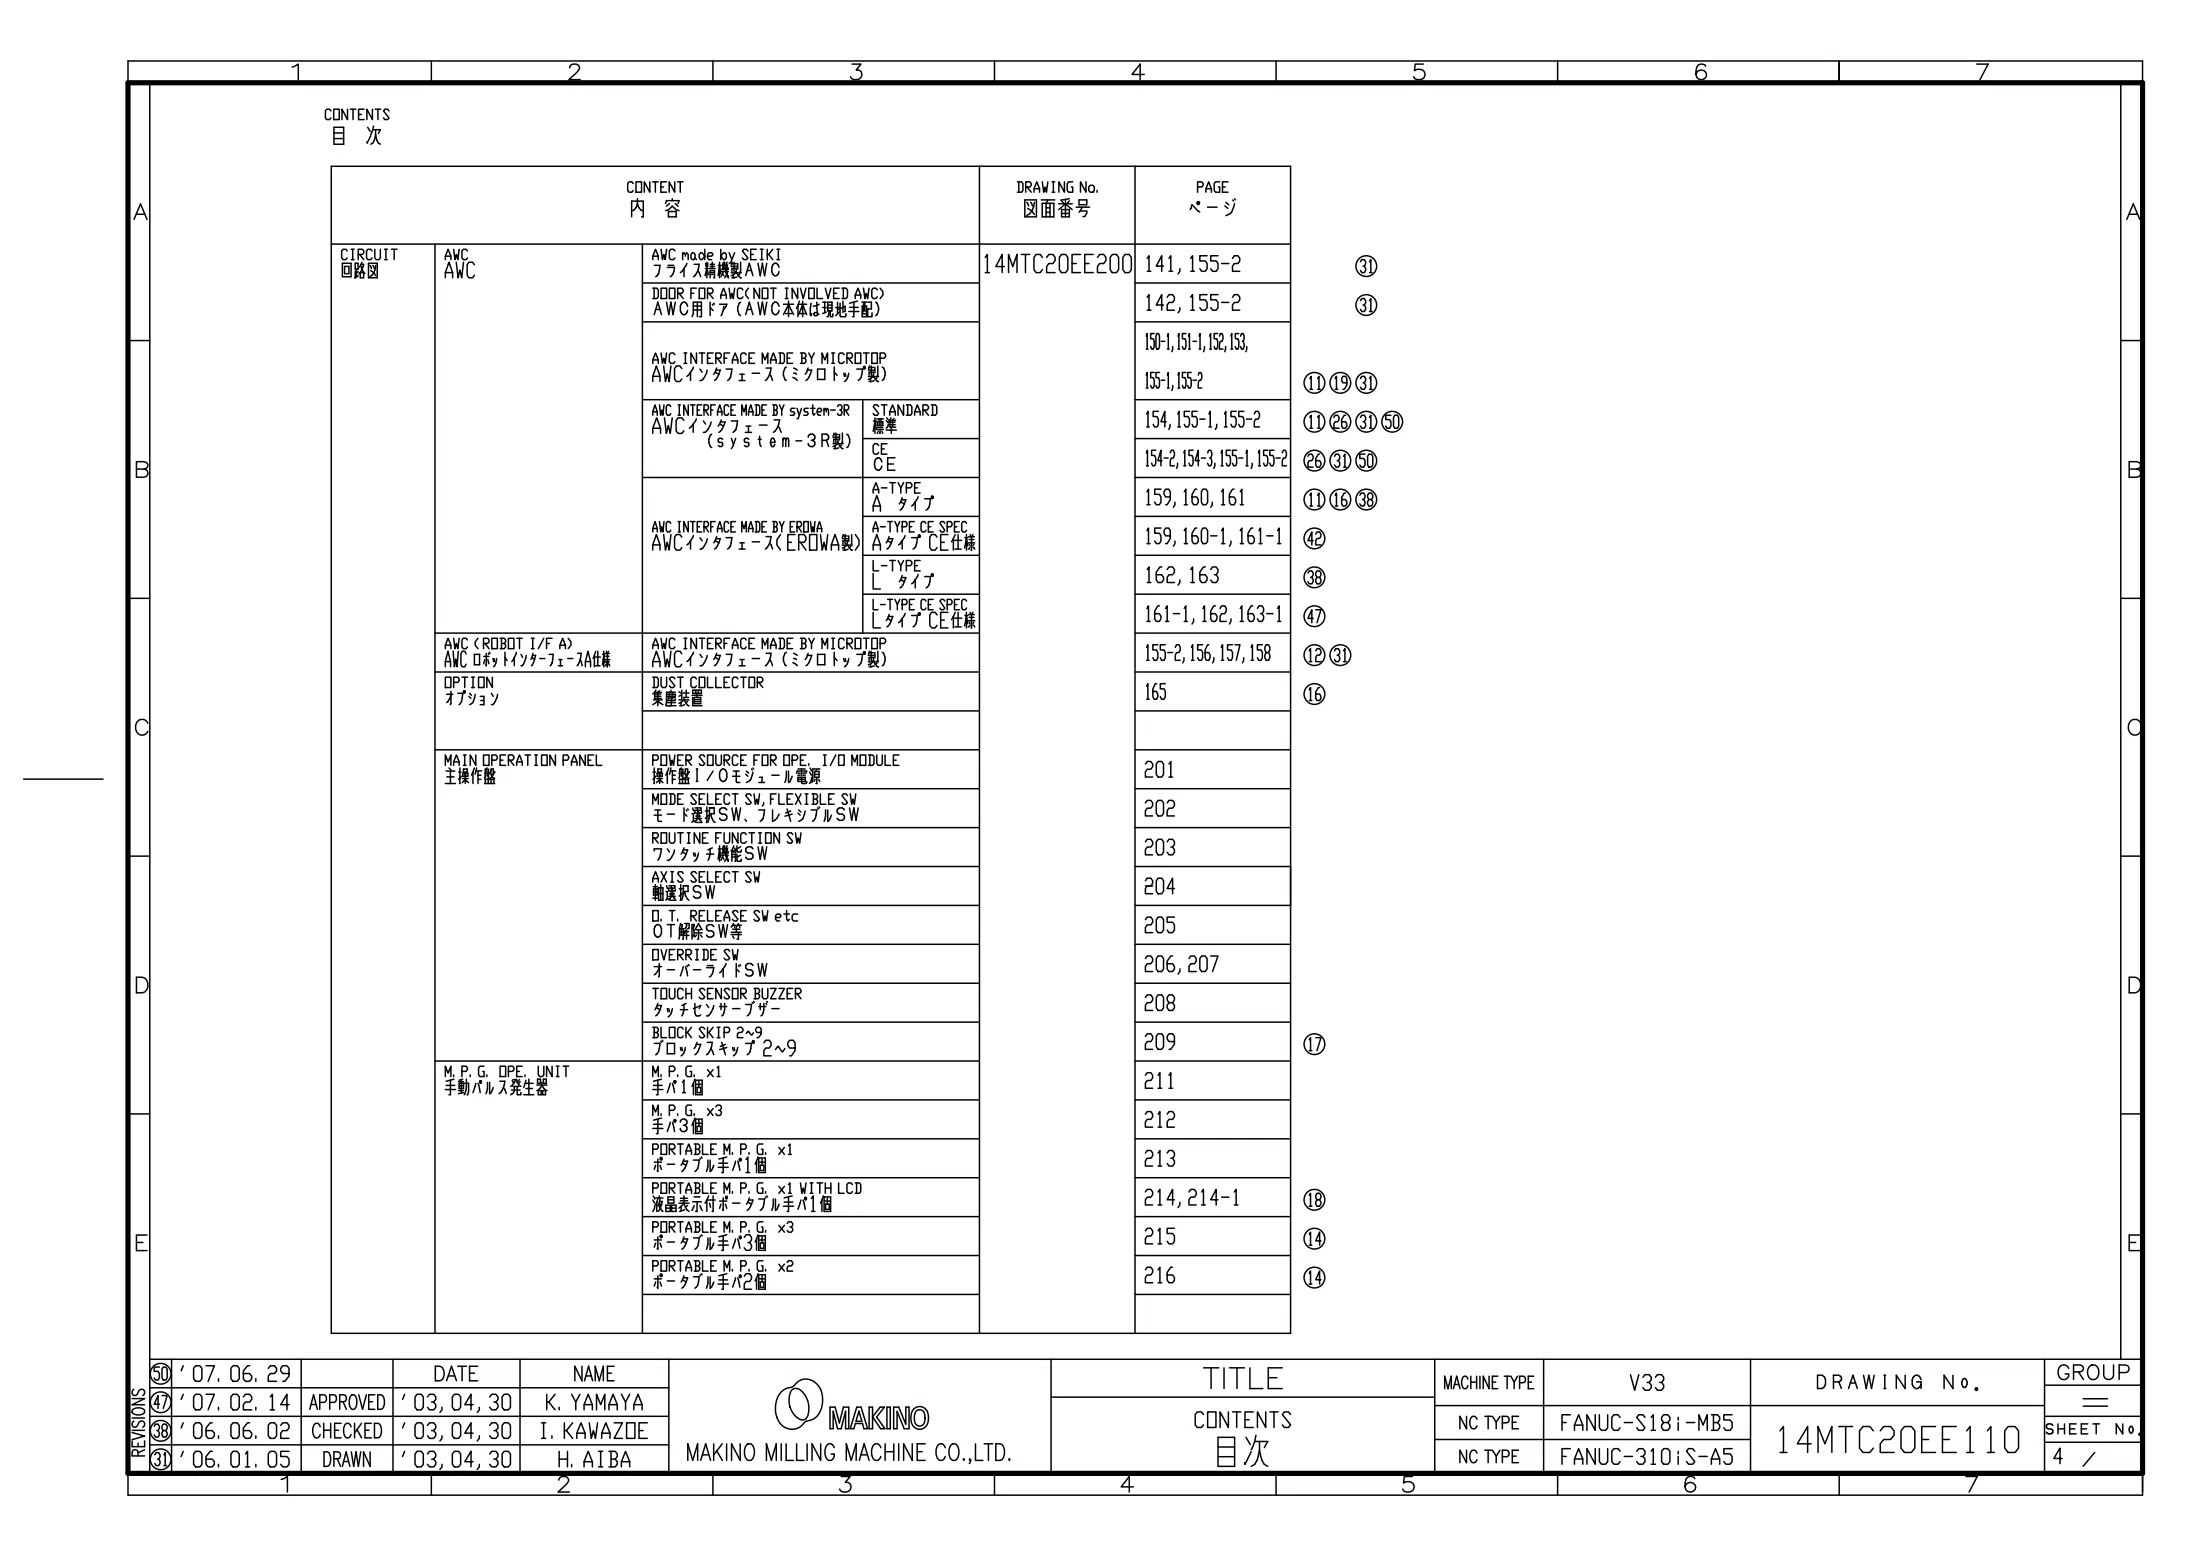 1 2 3 4 5 6 7
CONTENTS
目 次
CONTENT DRAWING No. PAGE
内 容 図面番号 ページ
A A
CIRCUIT AWC AWC made by SEIKI
回路図 AWC フライス精機製AWC 14MTC20EE200 141, 155-2 ㉛
DOOR FOR AWC(NOT INVOLVED AWC)
AWC用ドア(AWC本体は現地手配) 142, 155-2 ㉛
150-1, 151-1, 152, 153,
AWC INTERFACE MADE BY MICROTOP
AWCインタフェース(ミクロトップ製) 155-1, 155-2 ⑪⑲㉛
AWC INTERFACE MADE BY system-3R STANDARD
AWCインタフェース 標準 154, 155-1, 155-2 ⑪㉖㉛㊿
(system-3R製) CE
CE 154-2, 154-3, 155-1, 155-2 ㉖㉛㊿
B B
A-TYPE
A タイプ 159, 160, 161 ⑪⑯㊳
AWC INTERFACE MADE BY EROWA A-TYPE CE SPEC
AWCインタフェース(EROWA製) Aタイプ CE仕様 159, 160-1, 161-1 ㊷
L-TYPE
L タイプ 162, 163 ㊳
L-TYPE CE SPEC
Lタイプ CE仕様 161-1, 162, 163-1 ㊼
AWC (ROBOT I/F A) AWC INTERFACE MADE BY MICROTOP
AWC ロボットインターフェースA仕様 AWCインタフェース(ミクロトップ製) 155-2, 156, 157, 158 ⑫㉛
OPTION DUST COLLECTOR
オプション 集塵装置 165 ⑯
C C
MAIN OPERATION PANEL POWER SOURCE FOR OPE. I/O MODULE
主操作盤 操作盤I/Oモジュール電源 201
MODE SELECT SW, FLEXIBLE SW
モード選択SW、フレキシブルSW 202
ROUTINE FUNCTION SW
ワンタッチ機能SW 203
AXIS SELECT SW
軸選択SW 204
O. T. RELEASE SW etc
OT解除SW等 205
OVERRIDE SW
オーバーライドSW 206, 207
D D
TOUCH SENSOR BUZZER
タッチセンサーブザー 208
BLOCK SKIP 2~9
ブロックスキップ 2~9 209 ⑰
M. P. G. OPE. UNIT M. P. G. x1
手動パルス発生器 手パ1個 211
M. P. G. x3
手パ3個 212
PORTABLE M. P. G. x1
ポータブル手パ1個 213
PORTABLE M. P. G. x1 WITH LCD
液晶表示付ポータブル手パ1個 214, 214-1 ⑱
PORTABLE M. P. G. x3
ポータブル手パ3個 215 ⑭
E E
PORTABLE M. P. G. x2
ポータブル手パ2個 216 ⑭
REVISIONS
㊿ ’07. 06. 29 DATE NAME
㊼ ’07. 02. 14 APPROVED ’03, 04, 30 K. YAMAYA
㊳ ’06. 06. 02 CHECKED ’03, 04, 30 I. KAWAZOE
㉛ ’06. 01. 05 DRAWN ’03, 04, 30 H. AIBA
MAKINO
MAKINO MILLING MACHINE CO.,LTD.
TITLE
CONTENTS
目次
MACHINE TYPE V33
NC TYPE FANUC-S18i-MB5
NC TYPE FANUC-310iS-A5
DRAWING No.
14MTC20EE110
GROUP
=
SHEET No.
4 /
1 2 3 4 5 6 7